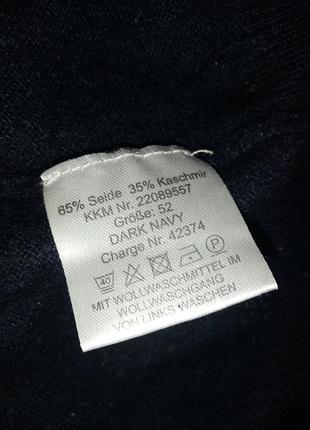 65% Seide 35% Kaschmir
KKM Nr. 22089557
Größe: 52
DARK NAVY
Charge Nr. 42374
40 P
MIT WOLLWASCHMITTEL IM
WOLLWASCHGANG
VON LINKS WASCHEN